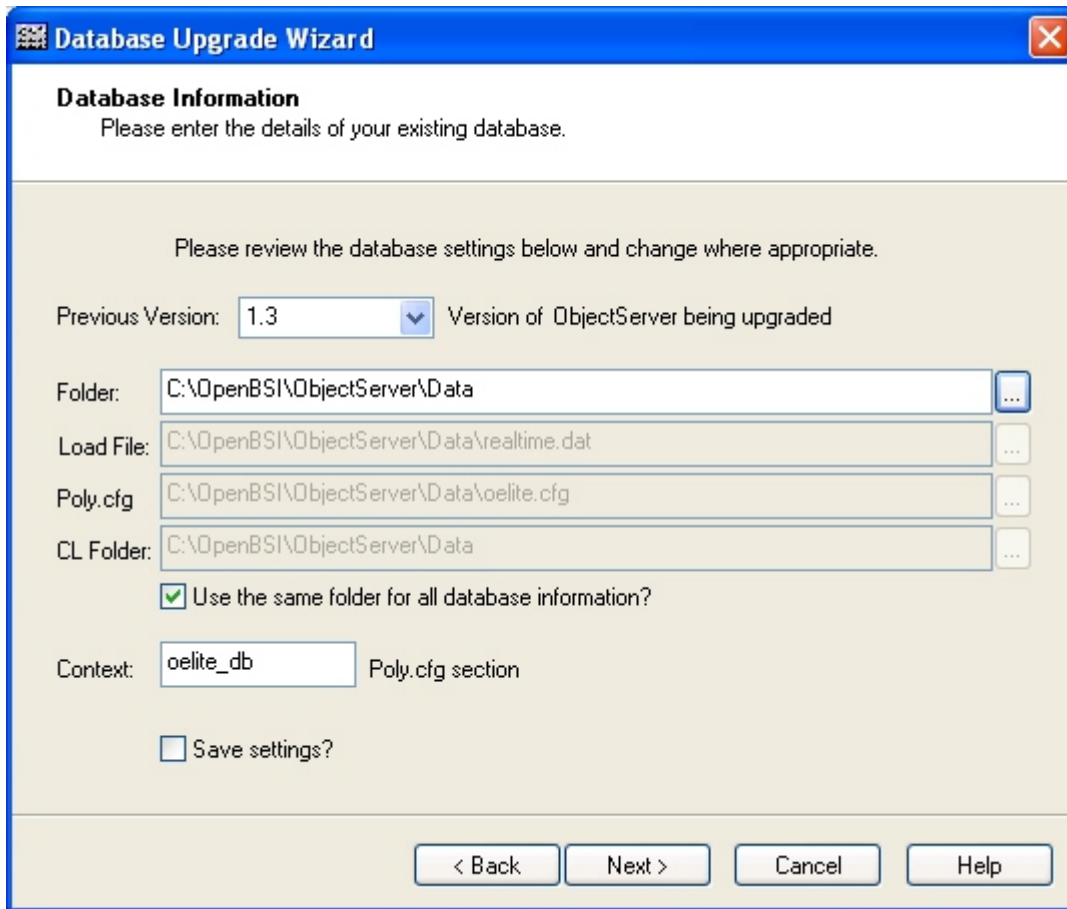 Database Upgrade Wizard
Database Information
Please enter the details of your existing database.
Please review the database settings below and change where appropriate.
Previous Version: 1.3 Version of ObjectServer being upgraded
Folder: C:\OpenBSI\ObjectServer\Data ...
Load File: C:\OpenBSI\ObjectServer\Data\realtime.dat ...
Poly.cfg C:\OpenBSI\ObjectServer\Data\oelite.cfg ...
CL Folder: C:\OpenBSI\ObjectServer\Data ...
Use the same folder for all database information?
Context: oelite_db Poly.cfg section
Save settings?
< Back Next > Cancel Help